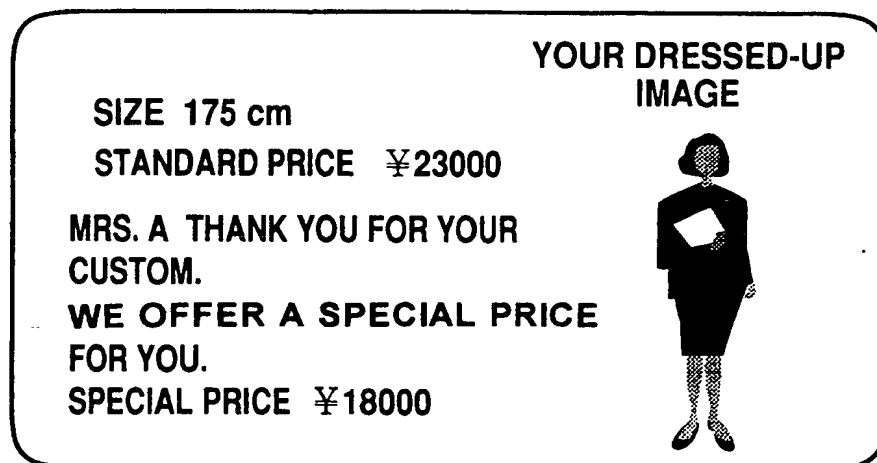 YOUR DRESSED-UP
IMAGE
SIZE 175 cm
STANDARD PRICE ¥23000
MRS. A THANK YOU FOR YOUR
CUSTOM.
WE OFFER A SPECIAL PRICE
FOR YOU.
SPECIAL PRICE ¥18000